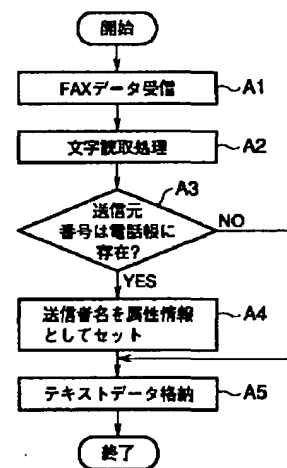 開始
FAXデータ受信
A1
文字読取処理
A2
A3
送信元
番号は電話帳に
存在?
NO
YES
送信者名を属性情報
としてセット
A4
テキストデータ格納
A5
終了